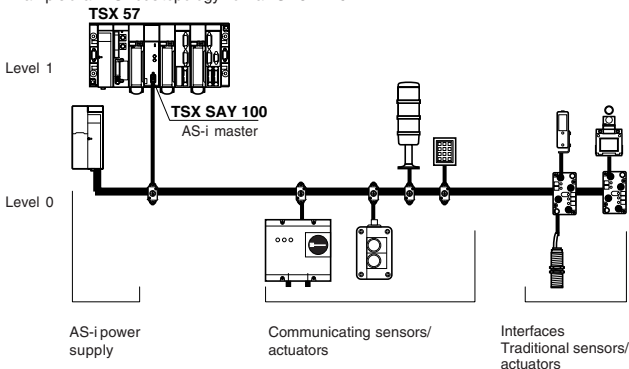 TSX 57
Level 1
TSX SAY 100
AS-i master
Level 0
AS-i power
supply
Communicating sensors/
actuators
Interfaces
Traditional sensors/
actuators